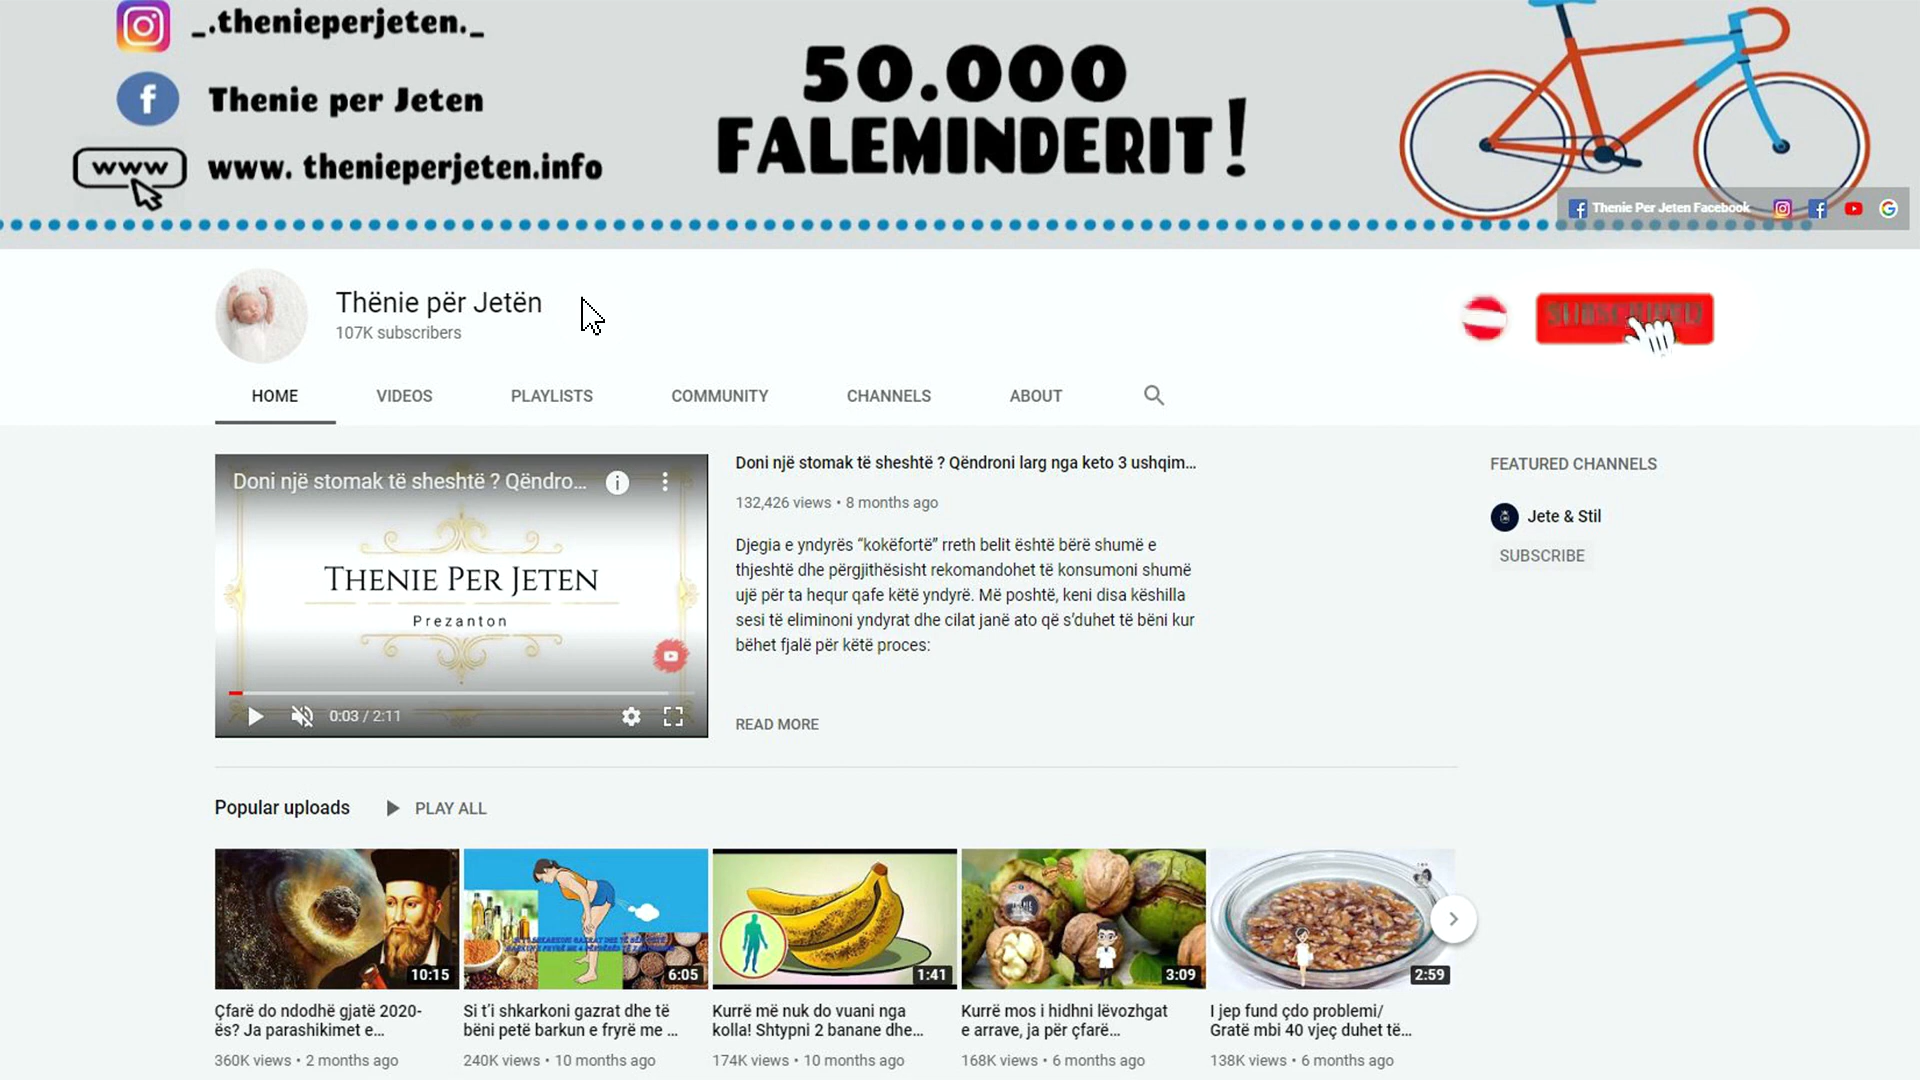 _.thenieperjeten._
Thenie per Jeten
www
www. thenieperjeten.info
50.000
FALEMINDERIT!
Thenie Per Jeten Facebook
Thënie për Jetën
107K subscribers
HOME
VIDEOS
PLAYLISTS
COMMUNITY
CHANNELS
ABOUT
Doni një stomak të sheshtë ? Qëndro...
THENIE PER JETEN
Prezanton
0:03 / 2:11
Doni një stomak të sheshtë ? Qëndroni larg nga keto 3 ushqim...
132,426 views • 8 months ago
Djegia e yndyrës “kokëfortë” rreth belit është bërë shumë e
thjeshtë dhe përgjithësisht rekomandohet të konsumoni shumë
ujë për ta hequr qafe këtë yndyrë. Më poshtë, keni disa këshilla
sesi të eliminoni yndyrat dhe cilat janë ato që s’duhet të bëni kur
bëhet fjalë për këtë proces:
READ MORE
FEATURED CHANNELS
Jete & Stil
SUBSCRIBE
Popular uploads
PLAY ALL
10:15
Çfarë do ndodhë gjatë 2020-
ës? Ja parashikimet e...
360K views • 2 months ago
6:05
Si t’i shkarkoni gazrat dhe të
bëni petë barkun e fryrë me ...
240K views • 10 months ago
1:41
Kurrë më nuk do vuani nga
kolla! Shtypni 2 banane dhe...
174K views • 10 months ago
3:09
Kurrë mos i hidhni lëvozhgat
e arrave, ja për çfarë...
168K views • 6 months ago
2:59
I jep fund çdo problemi/
Gratë mbi 40 vjeç duhet të...
138K views • 6 months ago